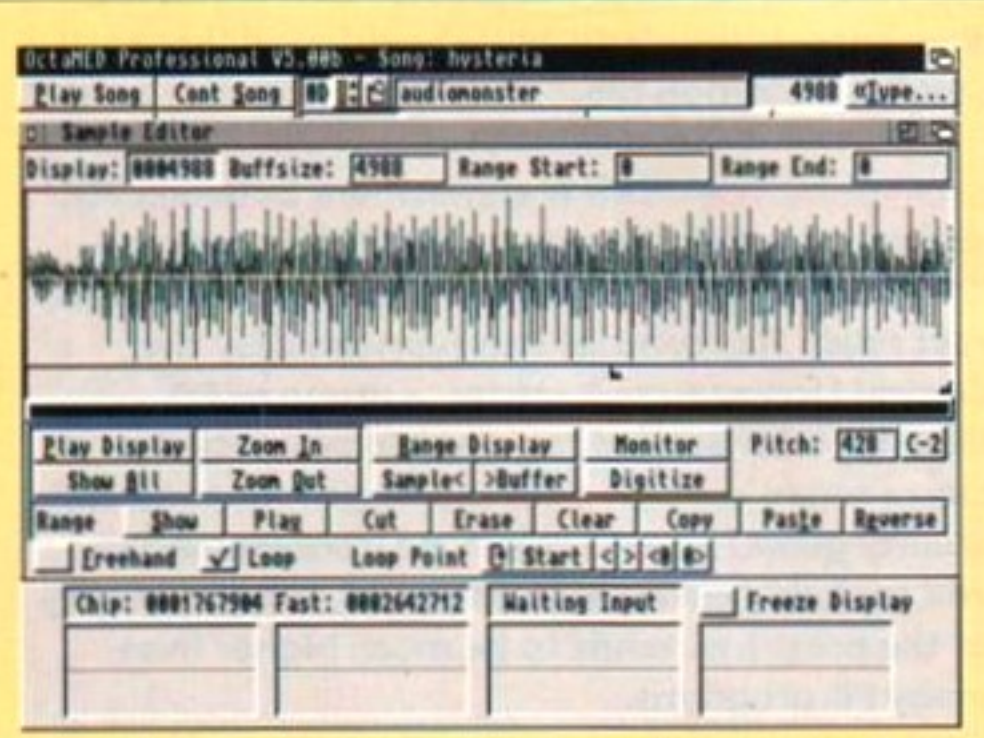 OctaMED Professional V5.00b - Song: hysteria
Play Song Cont Song 0D audiomonster 4988 «Type...
Sample Editor
Display: 0004988 Buffsize: 4988 Range Start: 0 Range End: 0
Play Display Zoom In Range Display Monitor Pitch: 428 C-2
Show All Zoom Out Sample< >Buffer Digitize
Range Show Play Cut Erase Clear Copy Paste Reverse
Freehand Loop Loop Point Start < > <0 0>
Chip: 0001767904 Fast: 0002642712 Waiting Input Freeze Display